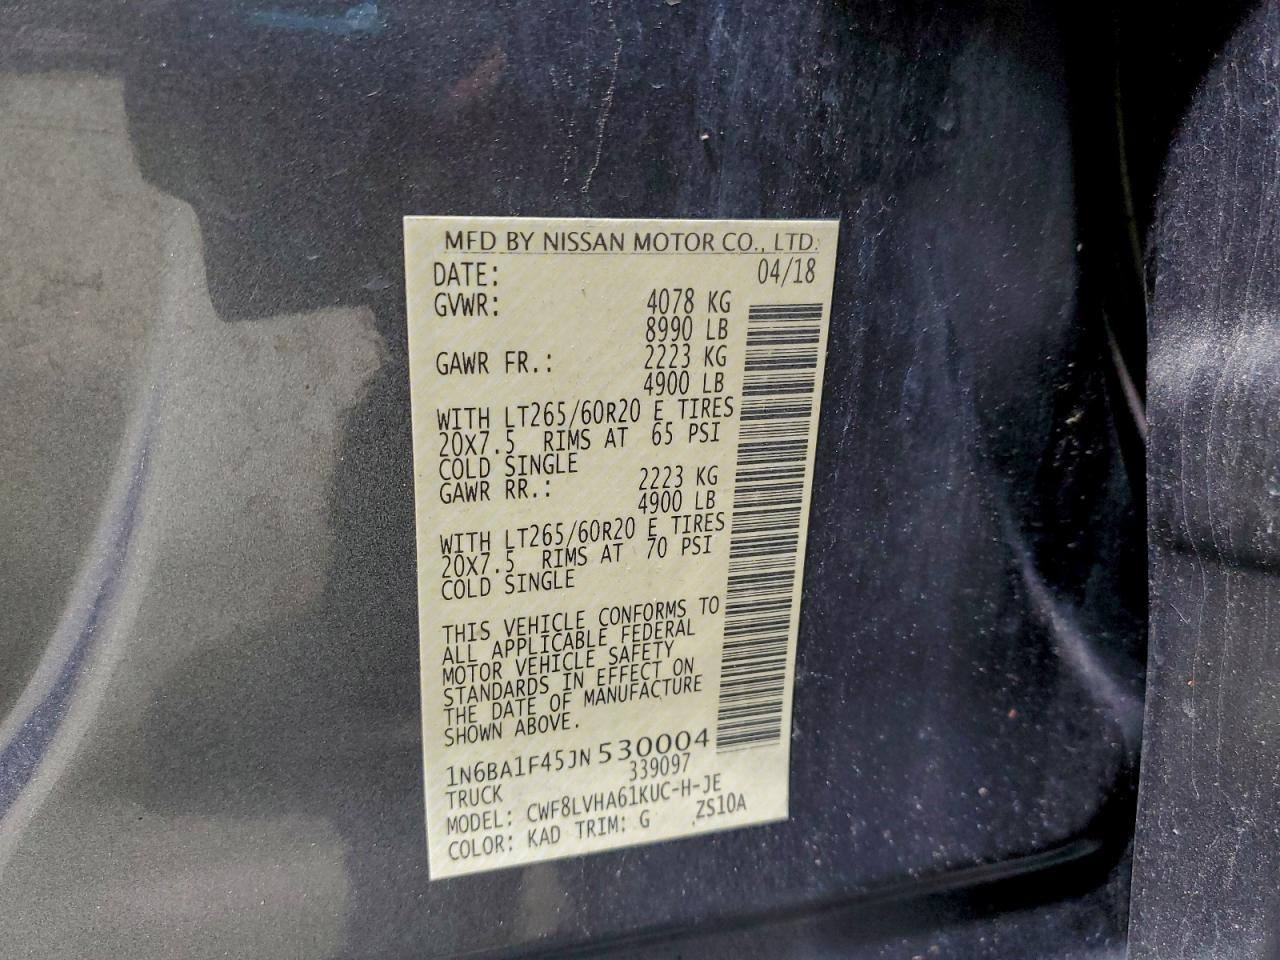 MFD BY NISSAN MOTOR CO., LTD.
DATE: 04/18
GVWR: 4078 KG
8990 LB
GAWR FR.: 2223 KG
4900 LB
WITH LT265/60R20 E TIRES
20X7.5 RIMS AT 65 PSI
COLD SINGLE
GAWR RR.: 2223 KG
4900 LB
WITH LT265/60R20 E TIRES
20X7.5 RIMS AT 70 PSI
COLD SINGLE
THIS VEHICLE CONFORMS TO
ALL APPLICABLE FEDERAL
MOTOR VEHICLE SAFETY
STANDARDS IN EFFECT ON
THE DATE OF MANUFACTURE
SHOWN ABOVE.
1N6BA1F45JN530004
TRUCK 339097
MODEL: CWF8LVHA61KUC-H-JE
COLOR: KAD TRIM: G ZS10A